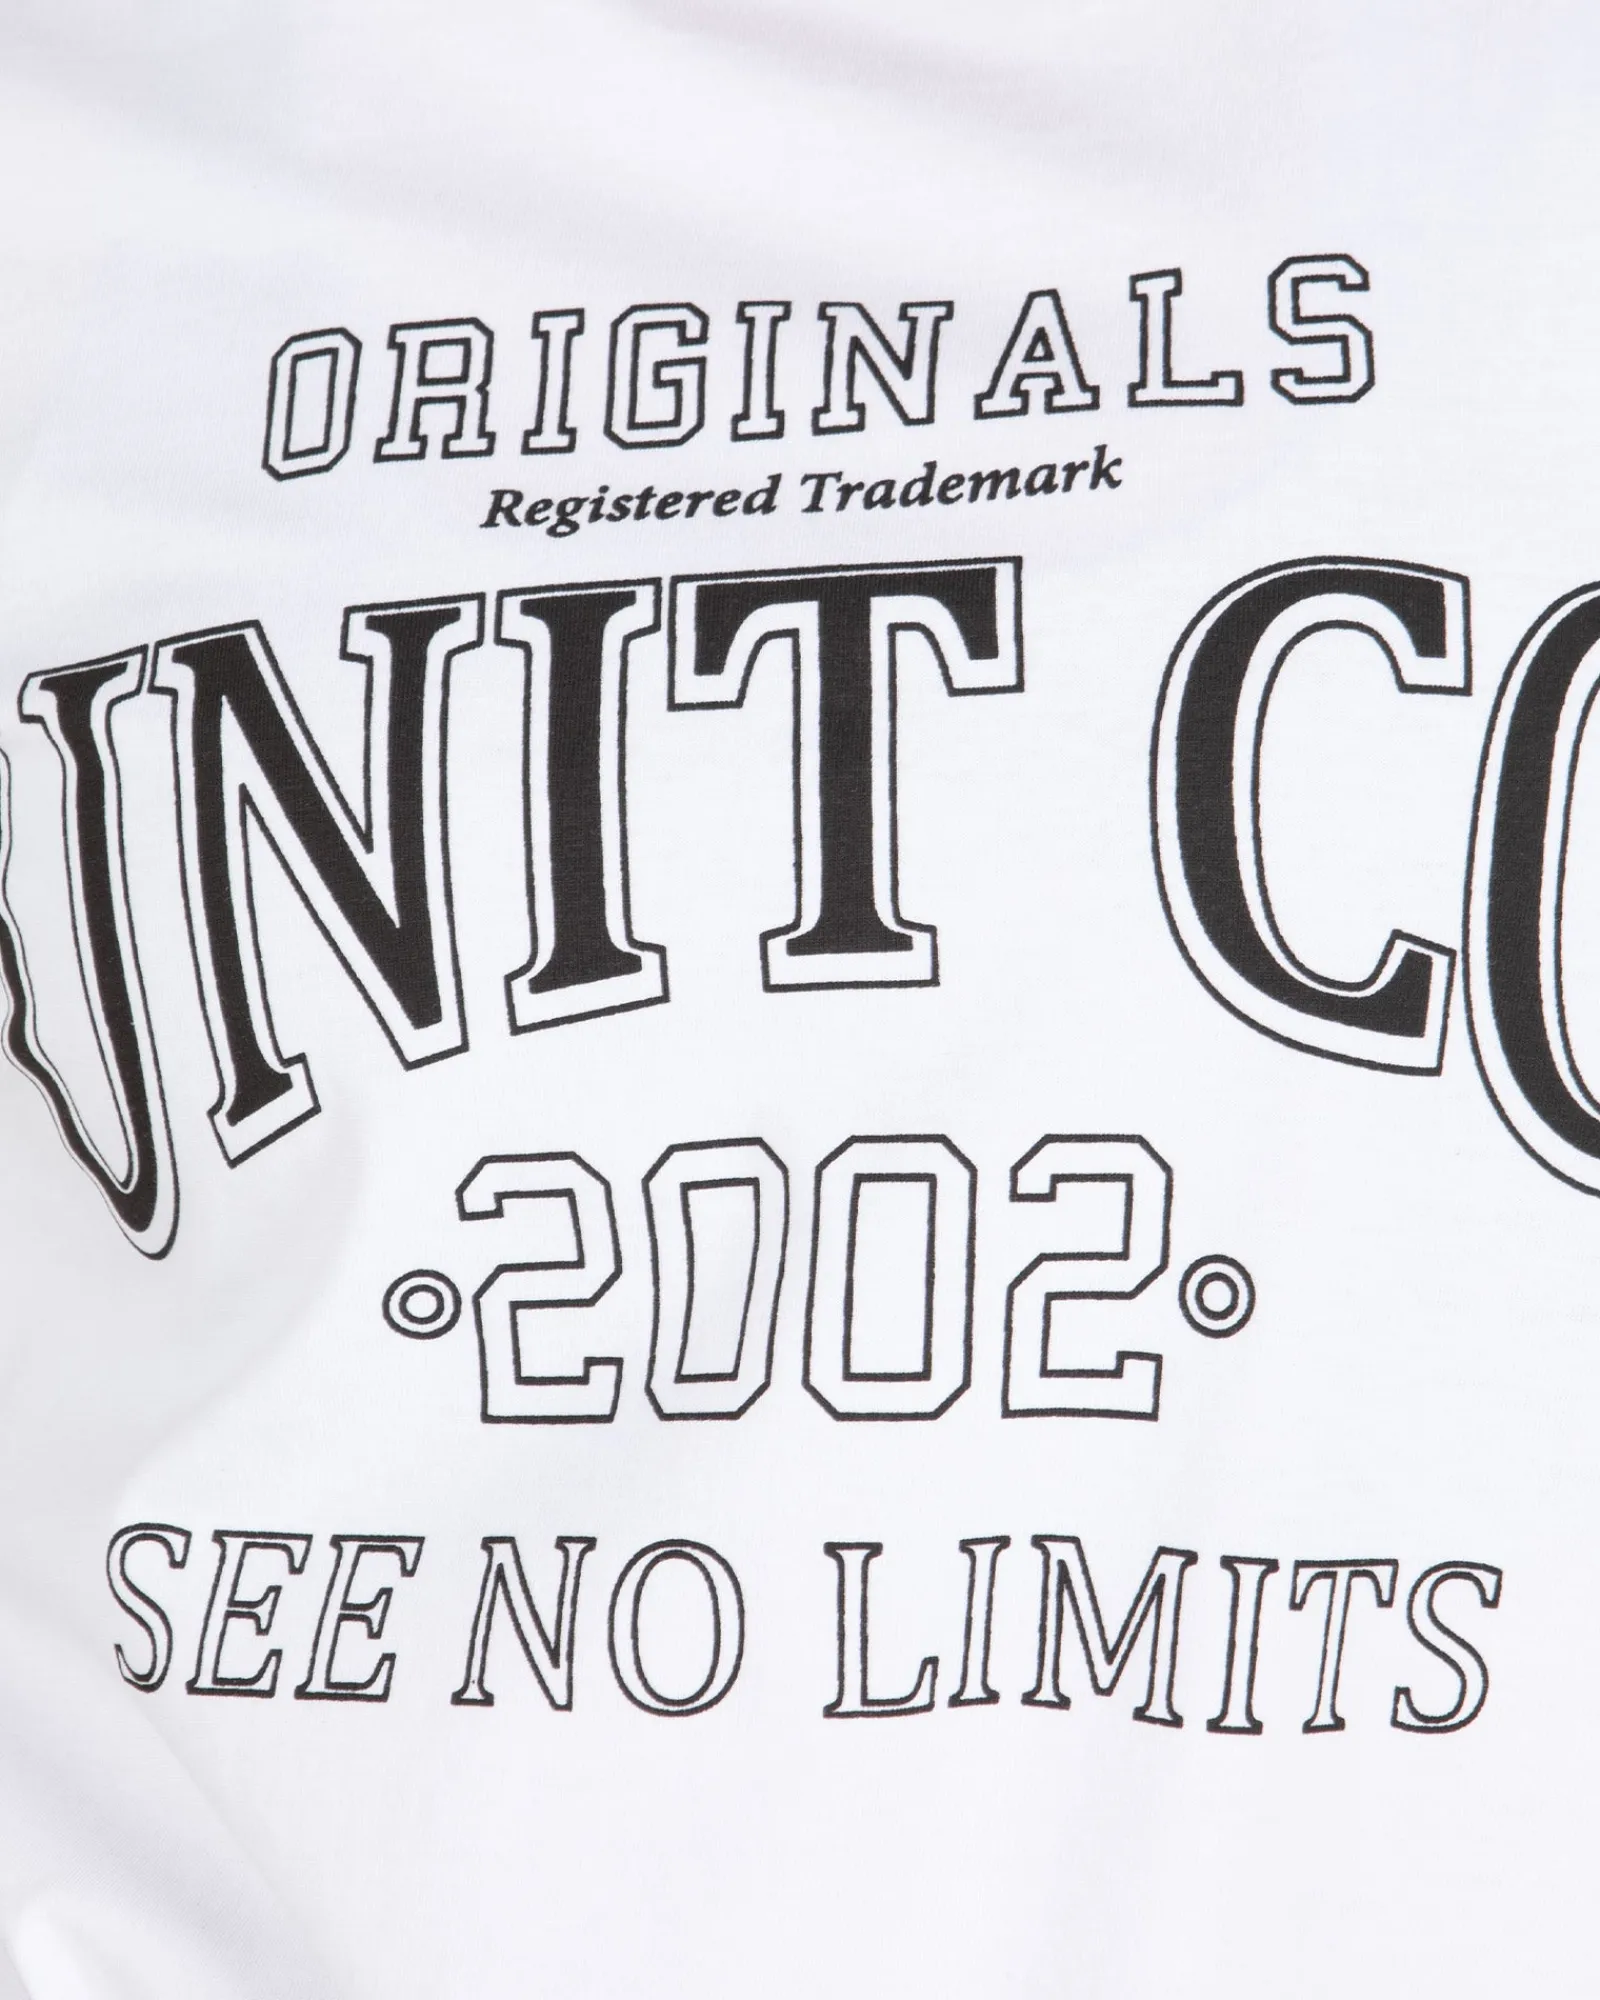 ORIGINALS
Registered Trademark
UNIT CO
•2002•
SEE NO LIMITS